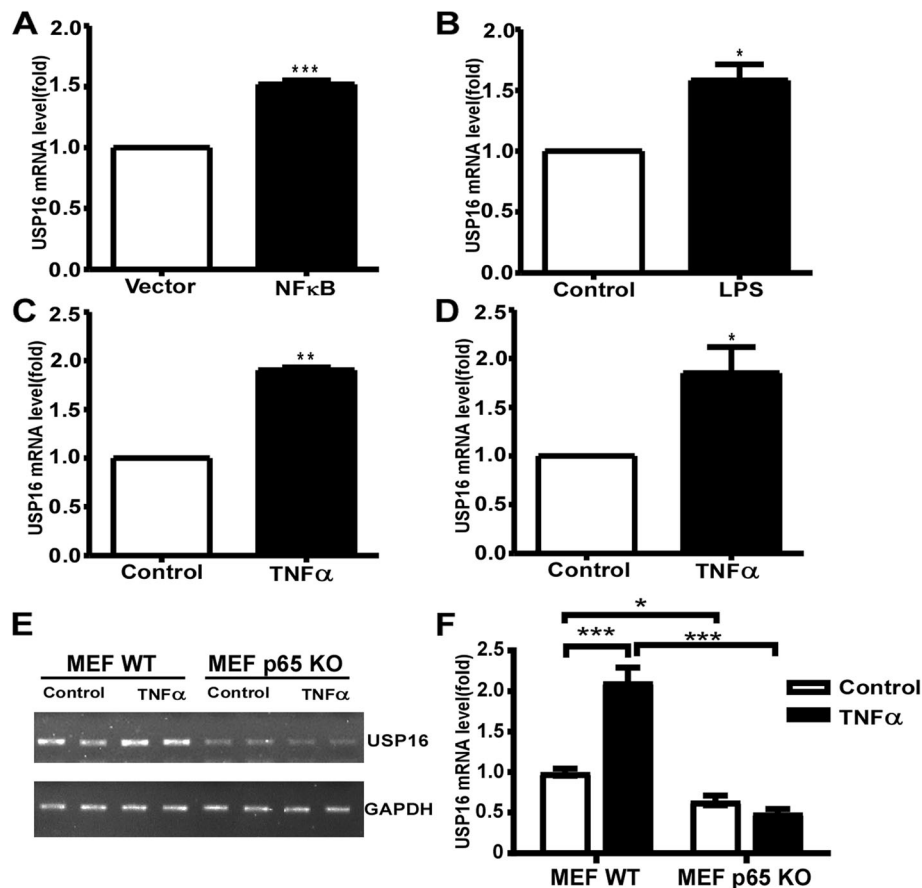 A
USP16 mRNA level(fold)
2.0
***
1.5
1.0
0.5
0.0
Vector NFκB
B
USP16 mRNA level(fold)
2.0
*
1.5
1.0
0.5
0
Control LPS
C
USP16 mRNA level(fold)
2.5
2.0
**
1.5
1.0
0.5
0.0
Control TNFα
D
USP16 mRNA level(fold)
2.5
*
2.0
1.5
1.0
0.5
0.0
Control TNFα
E
MEF WT MEF p65 KO
Control TNFα Control TNFα
USP16
GAPDH
F
USP16 mRNA level(fold)
*
*** ***
2.5
2.0
1.0
1.0
0.5
0
Control
TNFα
MEF WT MEF p65 KO